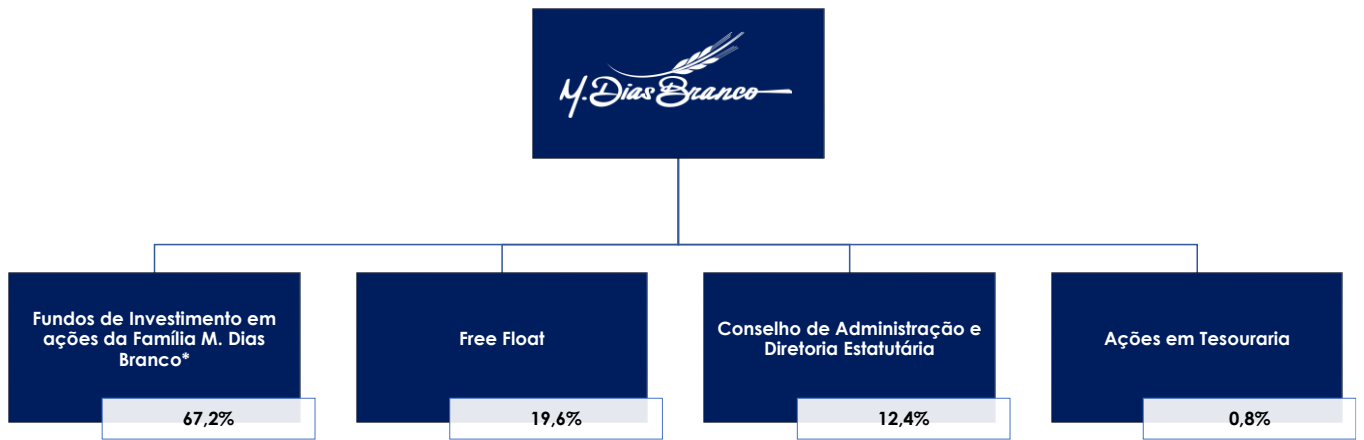 M. Dias Branco
Fundos de Investimento em
ações da Família M. Dias
Branco*
67,2%
Free Float
19,6%
Conselho de Administração e
Diretoria Estatutária
12,4%
Ações em Tesouraria
0,8%